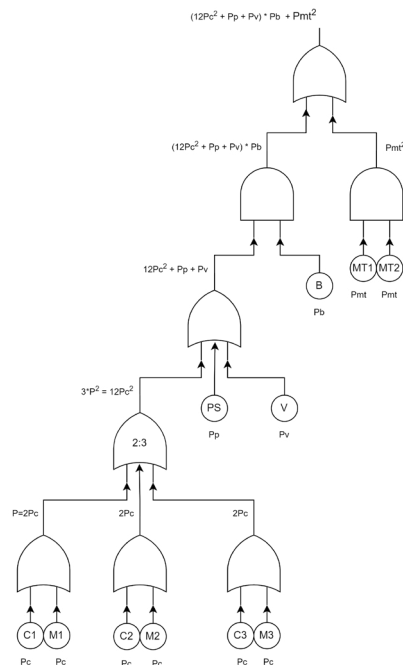 (12Pc² + Pp + Pv) * Pb + Pmt²
(12Pc² + Pp + Pv) * Pb
Pmt²
12Pc² + Pp + Pv
B
MT1
MT2
Pb
Pmt
Pmt
3*P² = 12Pc²
PS
V
Pp
Pv
2:3
P=2Pc
2Pc
2Pc
C1
M1
C2
M2
C3
M3
Pc
Pc
Pc
Pc
Pc
Pc